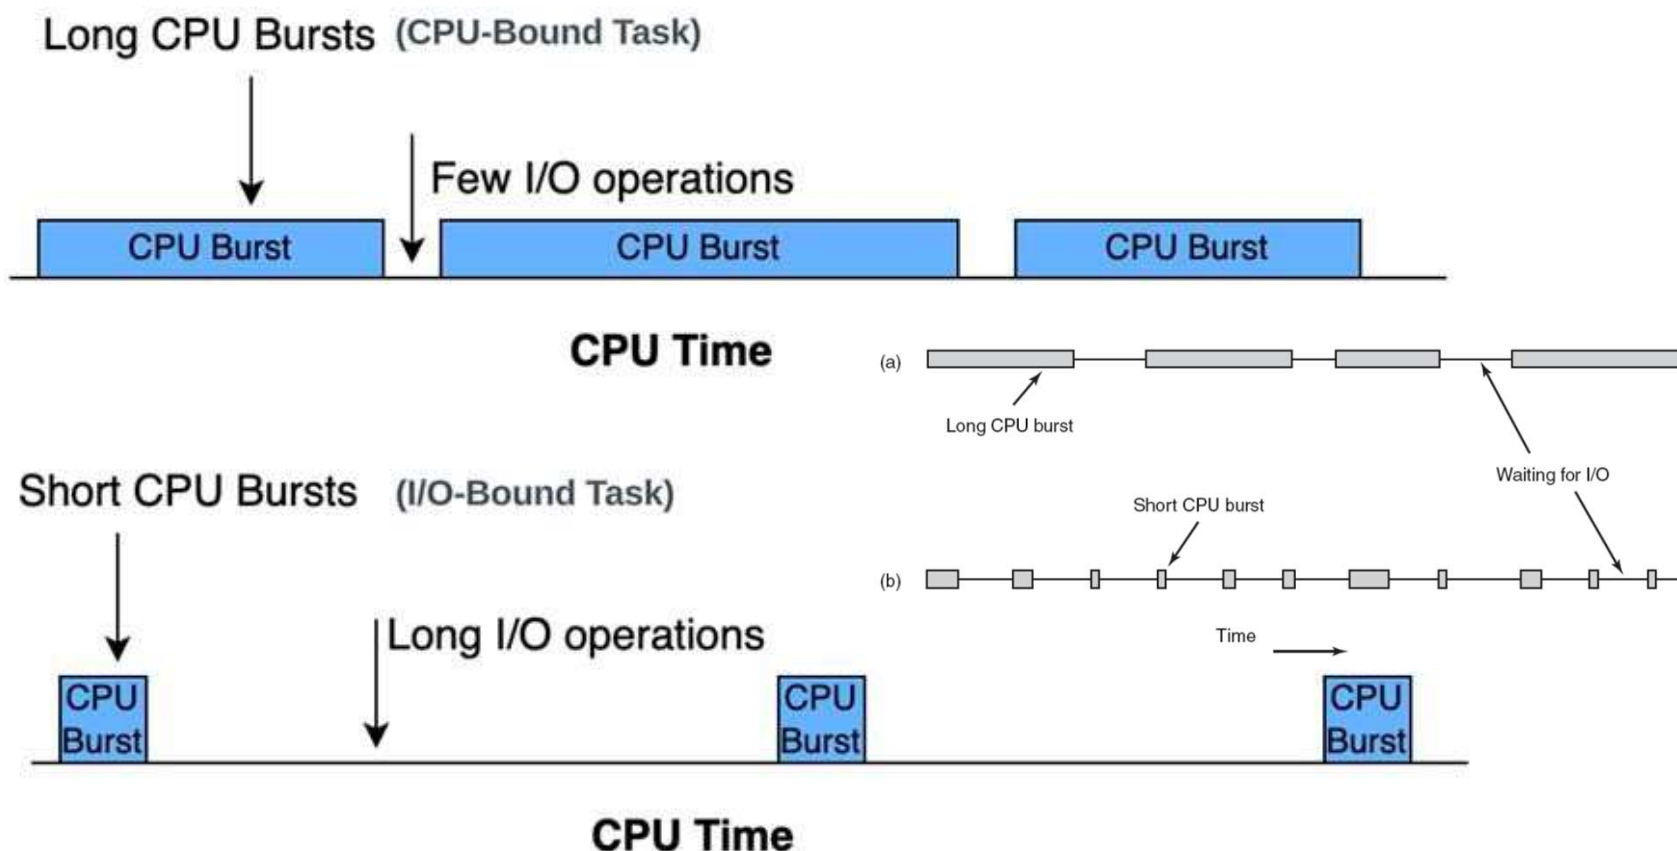 Long CPU Bursts (CPU-Bound Task)
Few I/O operations
CPU Burst
CPU Burst
CPU Burst
CPU Time
(a)
Long CPU burst
Waiting for I/O
Short CPU Bursts (I/O-Bound Task)
Short CPU burst
(b)
Time
Long I/O operations
CPU
Burst
CPU
Burst
CPU
Burst
CPU Time